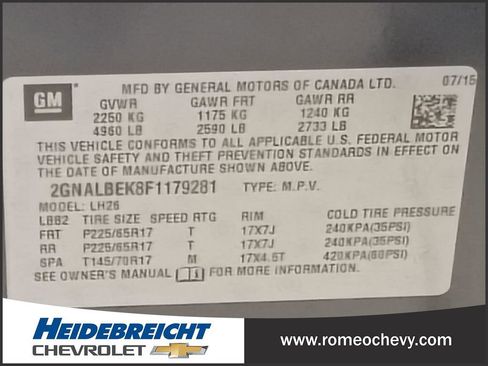 GM
MFD BY GENERAL MOTORS OF CANADA LTD. 07/15
GVWR GAWR FRT GAWR RR
2250 KG 1175 KG 1240 KG
4960 LB 2590 LB 2733 LB
THIS VEHICLE CONFORMS TO ALL APPLICABLE U.S. FEDERAL MOTOR
VEHICLE SAFETY AND THEFT PREVENTION STANDARDS IN EFFECT ON
THE DATE OF MANUFACTURE SHOWN ABOVE.
2GNALBEK8F1179281 TYPE: M.P.V.
MODEL: LH26
LBB2 TIRE SIZE SPEED RTG RIM COLD TIRE PRESSURE
FRT P225/65R17 T 17X7J 240KPA(35PSI)
RR P225/65R17 T 17X7J 240KPA(35PSI)
SPA T145/70R17 M 17X4.5T 420KPA(60PSI)
SEE OWNER'S MANUAL FOR MORE INFORMATION.
HEIDEBREICHT
CHEVROLET
www.romeochevy.com